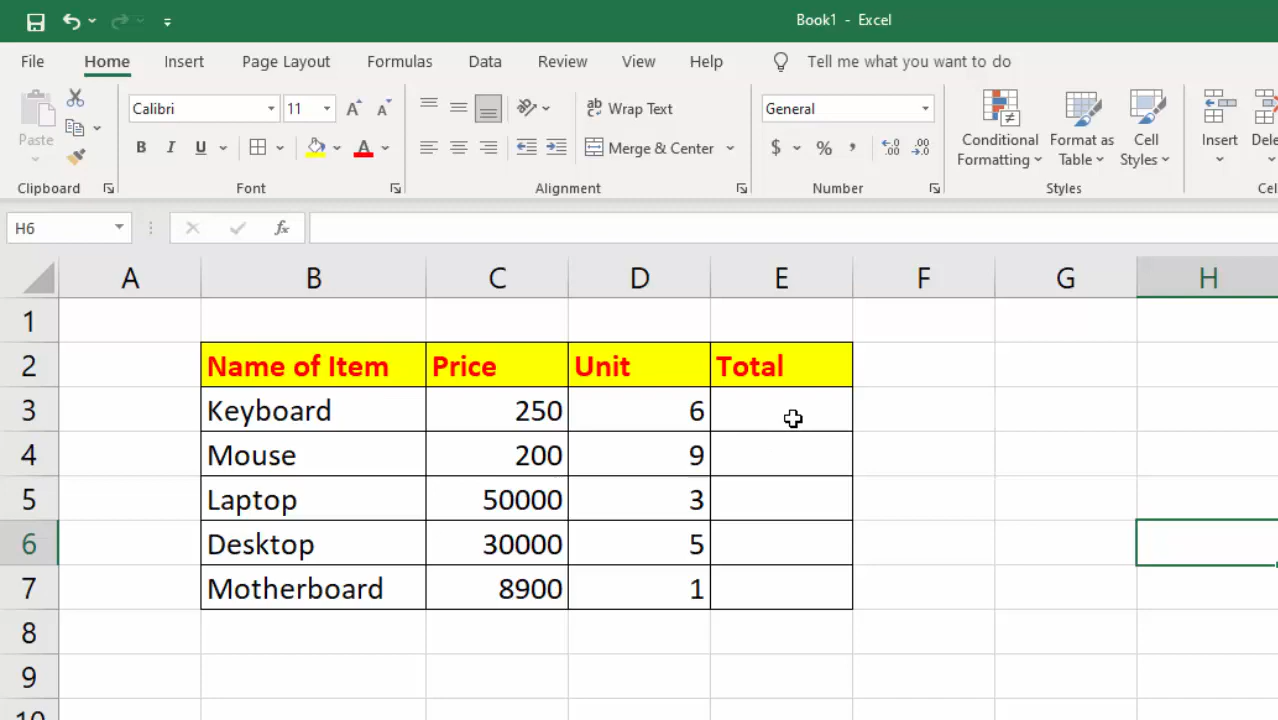 Book1 - Excel
File Home Insert Page Layout Formulas Data Review View Help Tell me what you want to do
Paste
Calibri 11
B I U A
Wrap Text
Merge & Center
General
$ % ,
Conditional Formatting
Format as Table
Cell Styles
Insert
Clipboard Font Alignment Number Styles
H6 fx
A B C D E F G H
1
2 Name of Item Price Unit Total
3 Keyboard 250 6
4 Mouse 200 9
5 Laptop 50000 3
6 Desktop 30000 5
7 Motherboard 8900 1
8
9
10